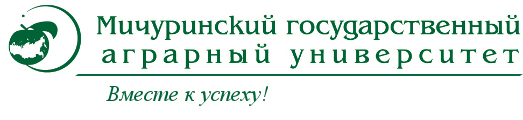 Мичуринский государственный
аграрный университет
Вместе к успеху!